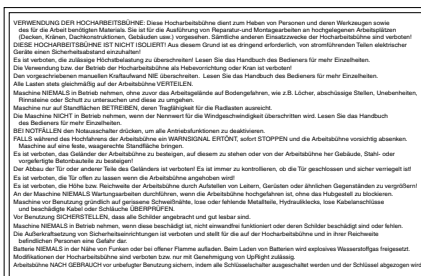 VERWENDUNG DER HOCHARBEITSBÜHNE: Diese Hocharbeitsbühne dient zum Heben von Personen und deren Werkzeugen sowie
des für die Arbeit benötigten Materials. Sie ist für die Ausführung von Reparatur-und Montagearbeiten an hochgelegenen Arbeitsplätzen
(Decken, Kränen, Dachkonstruktionen, Gebäuden usw.) vorgesehen. Sämtliche anderen Einsatzzwecke der Hocharbeitsbühne sind verboten!
DIESE HOCHARBEITSBÜHNE IST NICHT ISOLIERT! Aus diesem Grund ist es dringend erforderlich, von stromführenden Teilen elektrischer
Geräte einen Sicherheitsabstand einzuhalten!
Es ist verboten, die zulässige Höchstbelastung zu überschreiten! Lesen Sie das Handbuch des Bedieners für mehr Einzelheiten.
Die Verwendung bzw. der Betrieb der Hocharbeitsbühne als Hebevorrichtung oder Kran ist verboten!
Den vorgeschriebenen manuellen Kraftaufwand NIE überschreiten. Lesen Sie das Handbuch des Bedieners für mehr Einzelheiten.
Alle Lasten stets gleichmäßig auf der Arbeitsbühne VERTEILEN.
Maschine NIEMALS in Betrieb nehmen, ohne zuvor das Arbeitsgelände auf Bodengefahren, wie z.B. Löcher, abschüssige Stellen, Unebenheiten,
Rinnsteine oder Schutt zu untersuchen und diese zu umgehen.
Maschine nur auf Standflächen BETREIBEN, deren Tragfähigkeit für die Radlasten ausreicht.
Die Maschine NICHT in Betrieb nehmen, wenn der Nennwert für die Windgeschwindigkeit überschritten wird. Lesen Sie das Handbuch
des Bedieners für mehr Einzelheiten.
BEI NOTFÄLLEN den Notausschalter drücken, um alle Antriebsfunktionen zu deaktivieren.
FALLS während des Hochfahrens der Arbeitsbühne ein WARNSIGNAL ERTÖNT, sofort STOPPEN und die Arbeitsbühne vorsichtig absenken.
Maschine auf eine feste, waagerechte Standfläche bringen.
Es ist verboten, das Geländer der Arbeitsbühne zu besteigen, auf diesem zu stehen oder von der Arbeitsbühne her Gebäude, Stahl- oder
vorgefertigte Betonbauteile zu besteigen!
Der Abbau der Tür oder anderer Teile des Geländers ist verboten! Es ist immer zu kontrollieren, ob die Tür geschlossen und sicher verriegelt ist!
Es ist verboten, die Tür offen zu lassen wenn die Arbeitsbühne angehoben wird!
Es ist verboten, die Höhe bzw. Reichweite der Arbeitsbühne durch Aufstellen von Leitern, Gerüsten oder ähnlichen Gegenständen zu vergrößern!
An der Maschine NIEMALS Wartungsarbeiten durchführen, wenn die Arbeitsbühne hochgefahren ist, ohne das Hubgestell zu blockieren.
Maschine vor Benutzung gründlich auf gerissene Schweißnähte, lose oder fehlende Metallteile, Hydrauliklecks, lose Kabelanschlüsse
und beschädigte Kabel oder Schläuche ÜBERPRÜFEN.
Vor Benutzung SICHERSTELLEN, dass alle Schilder angebracht und gut lesbar sind.
Maschine NIEMALS in Betrieb nehmen, wenn diese beschädigt ist, nicht einwandfrei funktioniert oder deren Schilder beschädigt sind oder fehlen.
Die Außerkraftsetzung von Sicherheitseinrichtungen ist verboten und stellt für die auf der Hocharbeitsbühne und in ihrer Reichweite
befindlichen Personen eine Gefahr dar.
Batterie NIEMALS in der Nähe von Funken oder bei offener Flamme aufladen. Beim Laden von Batterien wird explosives Wasserstoffgas freigesetzt.
Modifikationen der Hocharbeitsbühne sind verboten bzw. nur mit Genehmigung von UpRight zulässig.
Arbeitsbühne NACH GEBRAUCH vor unbefugter Benutzung sichern, indem alle Schlüsselschalter ausgeschaltet werden und der Schlüssel abgezogen wird